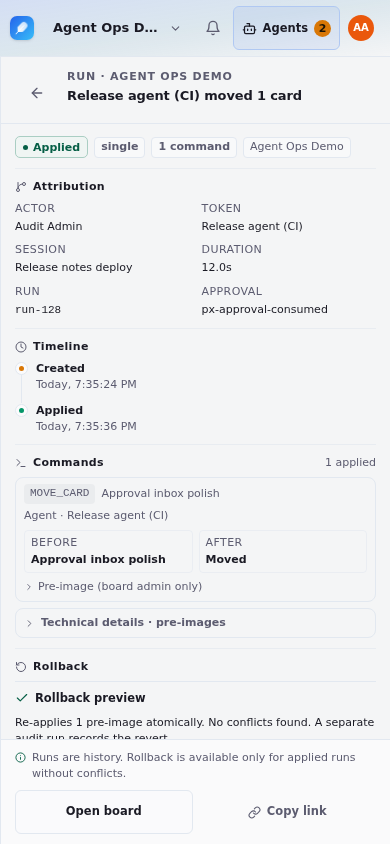 Agent Ops D...
Agents 2
AA
RUN · AGENT OPS DEMO
Release agent (CI) moved 1 card
Applied
single
1 command
Agent Ops Demo
Attribution
ACTOR
Audit Admin
TOKEN
Release agent (CI)
SESSION
Release notes deploy
DURATION
12.0s
RUN
run-128
APPROVAL
px-approval-consumed
Timeline
Created
Today, 7:35:24 PM
Applied
Today, 7:35:36 PM
Commands
1 applied
MOVE_CARD Approval inbox polish
Agent · Release agent (CI)
BEFORE
Approval inbox polish
AFTER
Moved
Pre-image (board admin only)
Technical details · pre-images
Rollback
Rollback preview
Re-applies 1 pre-image atomically. No conflicts found. A separate
audit run records the revert.
Runs are history. Rollback is available only for applied runs
without conflicts.
Open board
Copy link